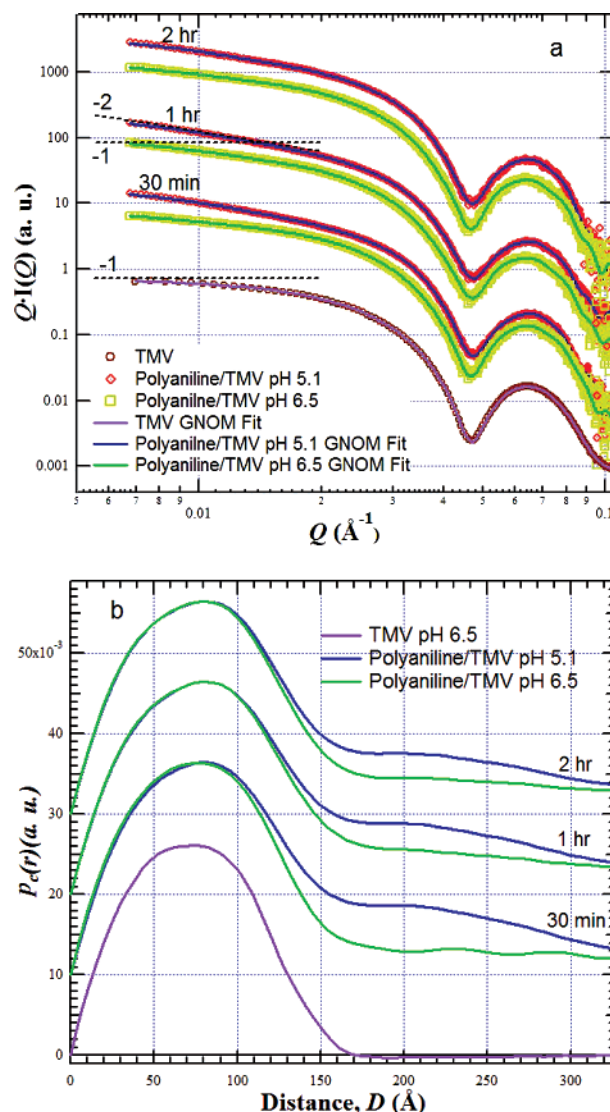 a
2 hr
1000
-2
1 hr
100
-1
30 min
10
-1
1
0.1
TMV
Polyaniline/TMV pH 5.1
0.01
Polyaniline/TMV pH 6.5
TMV GNOM Fit
Polyanilne/TMV pH 5.1 GNOM Fit
0.001
Polyaniline/TMV pH 6.5 GNOM Fit
Q·I(Q) (a. u.)
5 6 7 8 9 0.01 2 3 4 5 6 7 8 9 0.1
Q (Å-1)
b
TMV pH 6.5
50x10-3
Polyaniline/TMV pH 5.1
Polyaniline/TMV pH 6.5
40
2 hr
30
1 hr
20
30 min
10
0
pc(r)(a. u.)
0 50 100 150 200 250 300
Distance, D (Å)